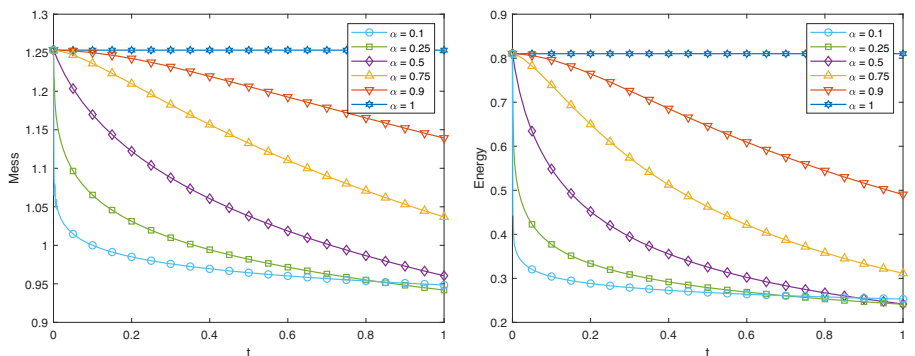 1.3
1.25
1.2
1.15
1.1
1.05
1
0.95
0.9
Mess
0
0.2
0.4
0.6
0.8
1
t
α = 0.1
α = 0.25
α = 0.5
α = 0.75
α = 0.9
α = 1
0.9
0.8
0.7
0.6
0.5
0.4
0.3
0.2
Energy
0
0.2
0.4
0.6
0.8
1
t
α = 0.1
α = 0.25
α = 0.5
α = 0.75
α = 0.9
α = 1